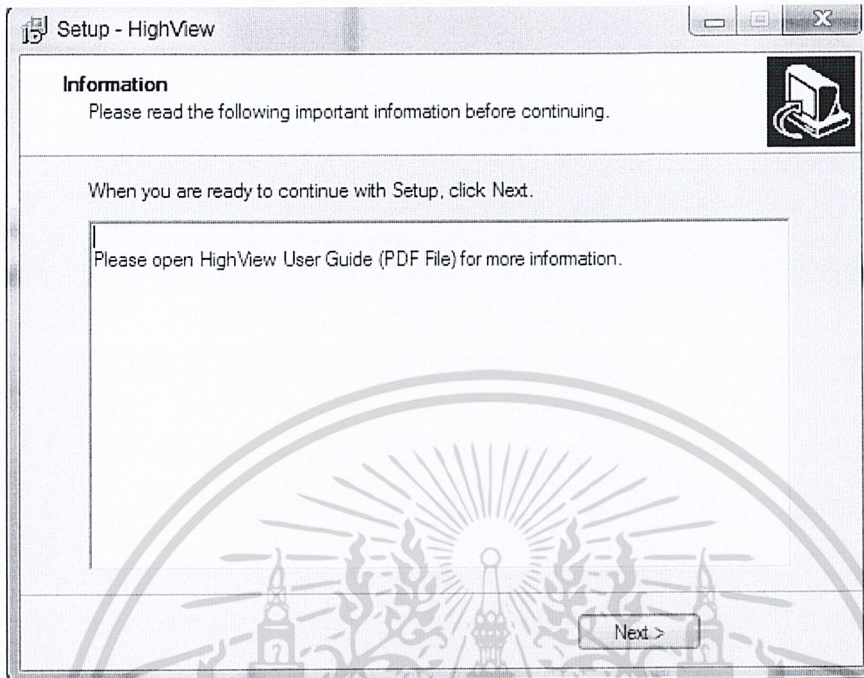 Setup - HighView
Information
Please read the following important information before continuing.
When you are ready to continue with Setup, click Next.
Please open HighView User Guide (PDF File) for more information.
Next >